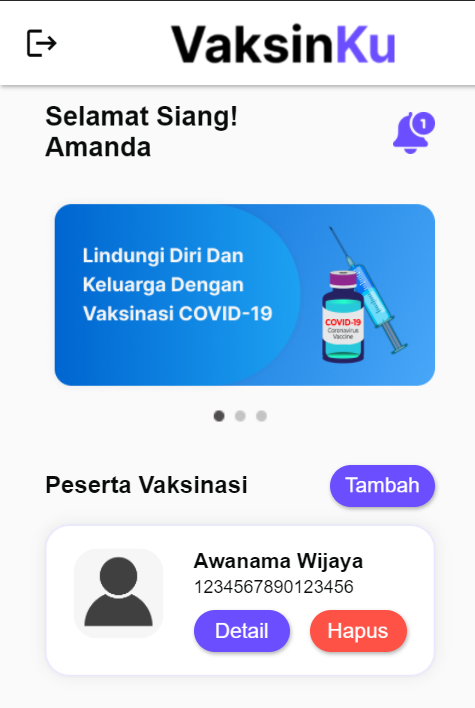 VaksinKu
Selamat Siang!
Amanda
1
Lindungi Diri Dan
Keluarga Dengan
Vaksinasi COVID-19
COVID-19
Coronavirus
Vaccine
Peserta Vaksinasi
Tambah
Awanama Wijaya
1234567890123456
Detail
Hapus